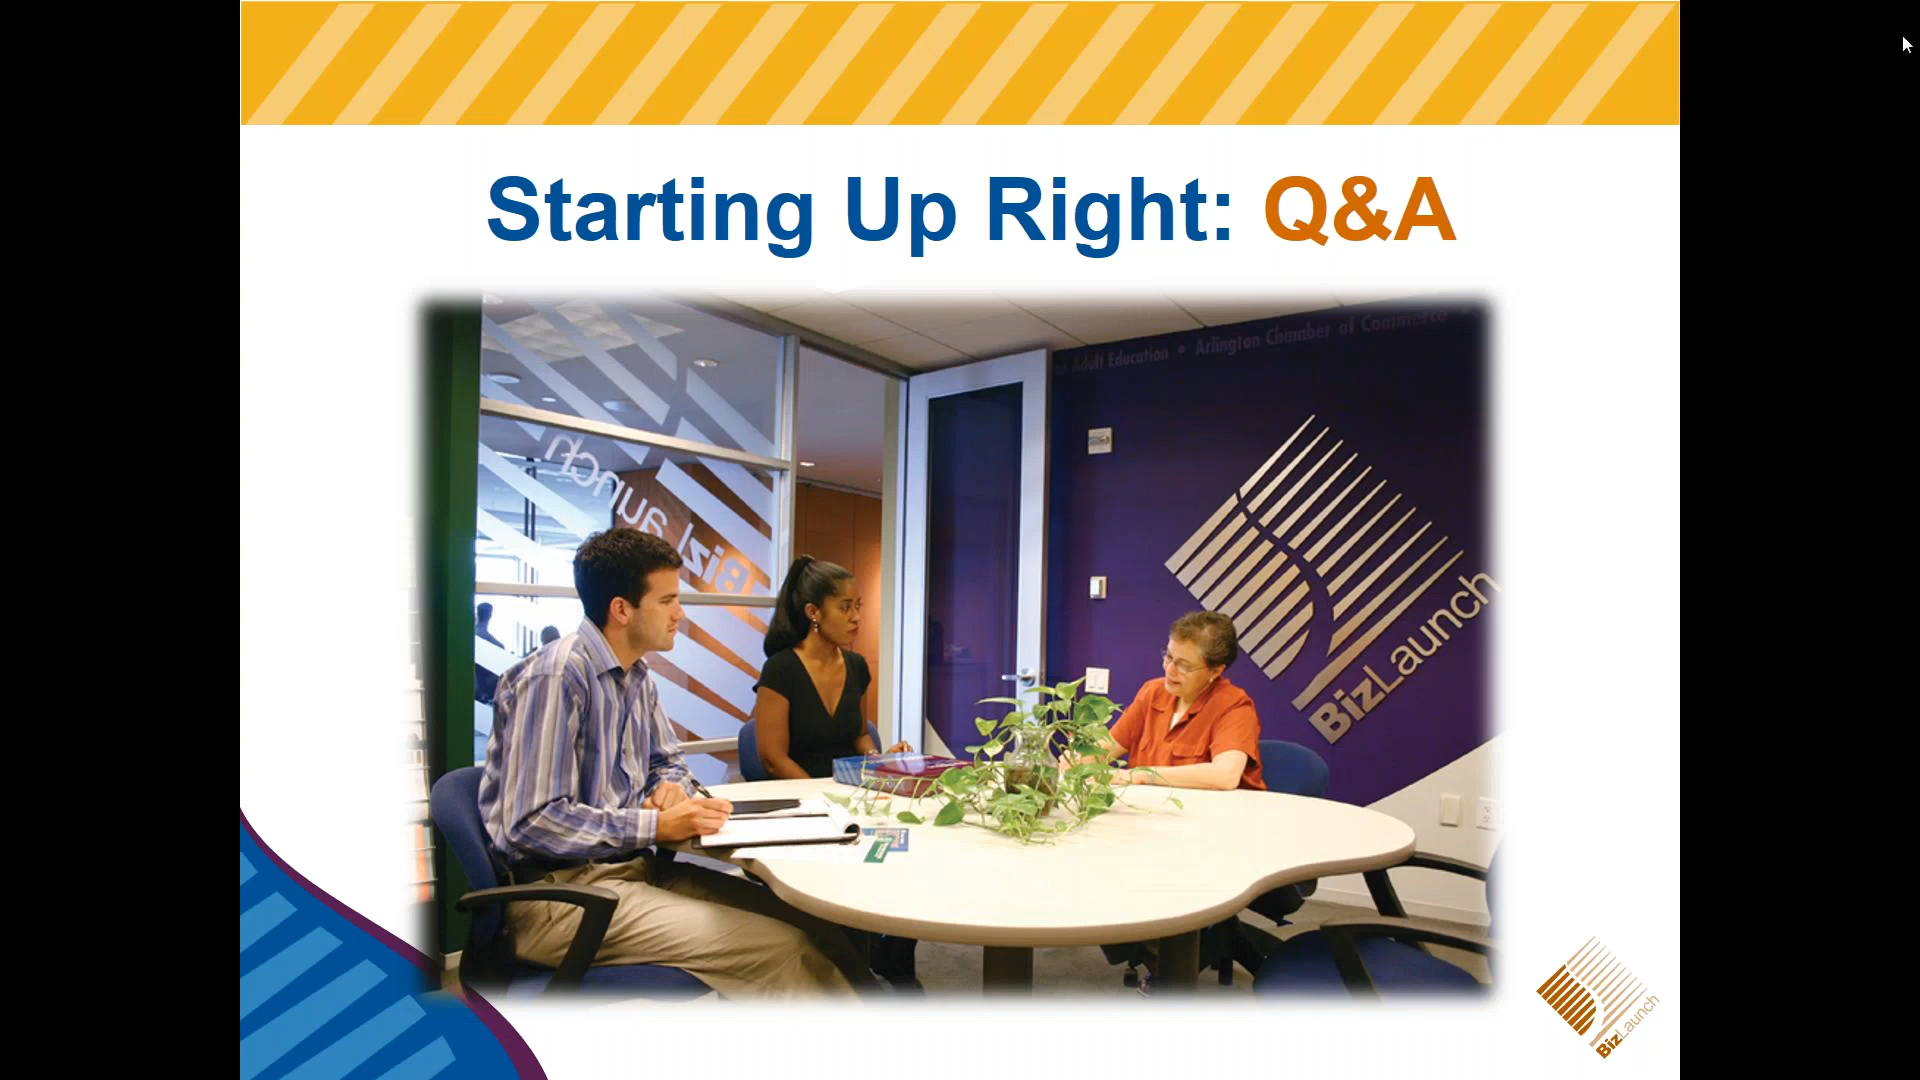 Starting Up Right: Q&A
Adult Education • Arlington Chamber of Commerce
BizLaunch
BizLaunch
BizLaunch